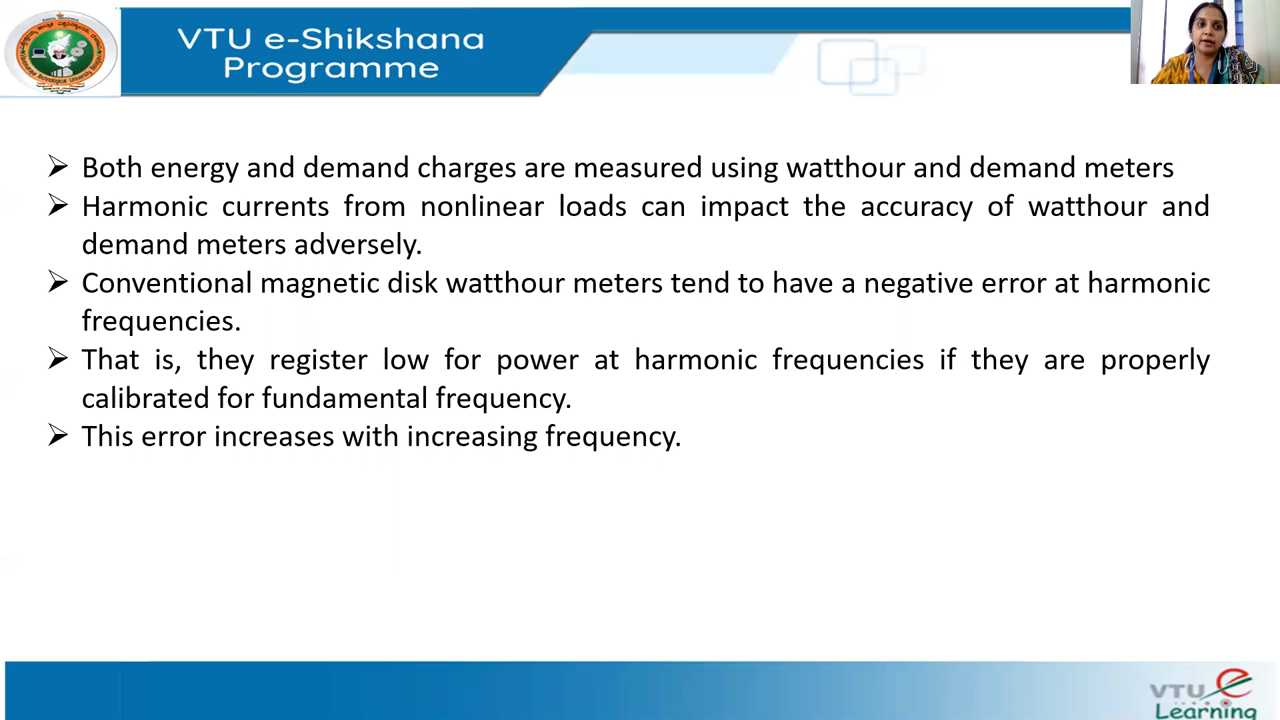 VTU e-Shikshana
Programme
➢ Both energy and demand charges are measured using watthour and demand meters
➢ Harmonic currents from nonlinear loads can impact the accuracy of watthour and
demand meters adversely.
➢ Conventional magnetic disk watthour meters tend to have a negative error at harmonic
frequencies.
➢ That is, they register low for power at harmonic frequencies if they are properly
calibrated for fundamental frequency.
➢ This error increases with increasing frequency.
VTU e
Learning